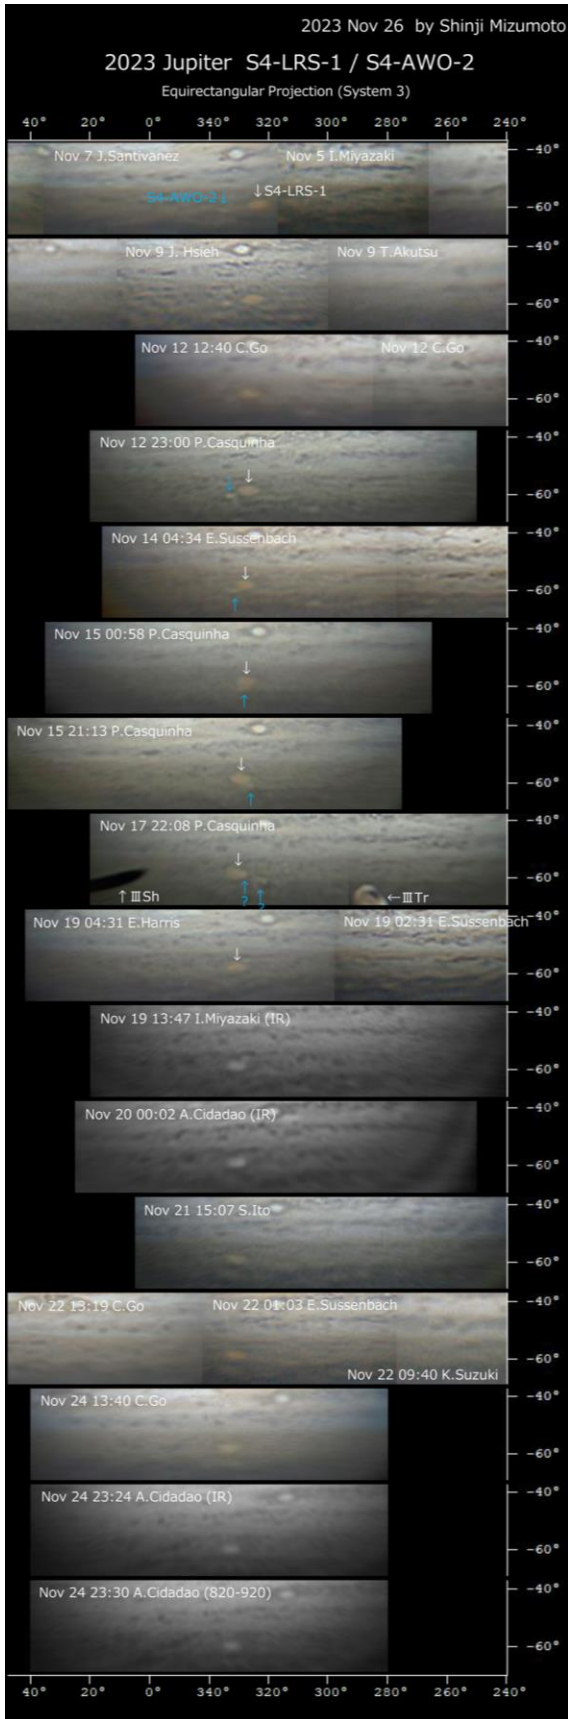 2023 Nov 26 by Shinji Mizumoto
2023 Jupiter S4-LRS-1 / S4-AWO-2
Equirectangular Projection (System 3)
40° 20° 0° 340° 320° 300° 280° 260° 240°
Nov 7 J.Santivanez Nov 5 I.Miyazaki -40°
S4-AWO-2↓ ↓S4-LRS-1
-60°
Nov 9 J. Hsieh Nov 9 T.Akutsu -40°
-60°
Nov 12 12:40 C.Go Nov 12 C.Go -40°
-60°
Nov 12 23:00 P.Casquinha -40°
↓ ↓
-60°
Nov 14 04:34 E.Sussenbach -40°
↓
-60°
↑
Nov 15 00:58 P.Casquinha -40°
↓
-60°
↑
Nov 15 21:13 P.Casquinha -40°
↓
-60°
↑
Nov 17 22:08 P.Casquinha -40°
↓
-60°
↑ⅢSh ↑ ↑ ←ⅢTr
? ?
-40°
Nov 19 04:31 E.Harris Nov 19 02:31 E.Sussenbach
↓
-60°
Nov 19 13:47 I.Miyazaki (IR) -40°
-60°
Nov 20 00:02 A.Cidadao (IR) -40°
-60°
Nov 21 15:07 S.Ito -40°
-60°
Nov 22 13:19 C.Go Nov 22 01:03 E.Sussenbach -40°
-60°
Nov 22 09:40 K.Suzuki
Nov 24 13:40 C.Go -40°
-60°
Nov 24 23:24 A.Cidadao (IR) -40°
-60°
Nov 24 23:30 A.Cidadao (820-920) -40°
-60°
40° 20° 0° 340° 320° 300° 280° 260° 240°